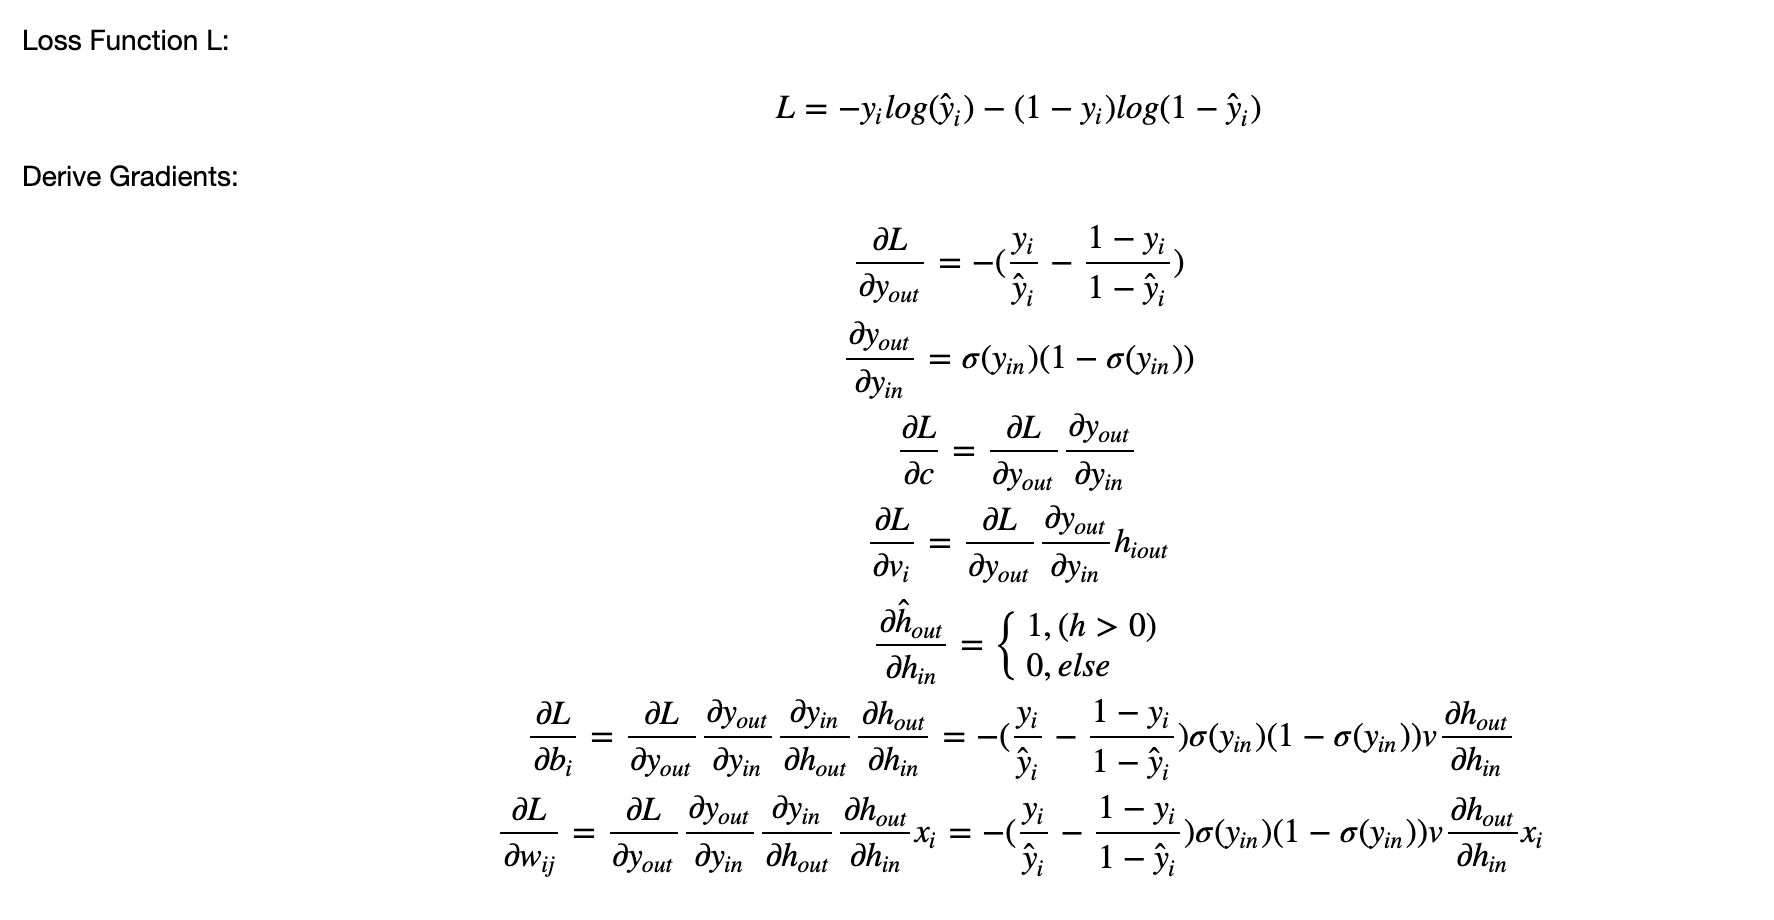 Loss Function L:
L = −y_i log(ŷ_i) − (1 − y_i)log(1 − ŷ_i)
Derive Gradients:
∂L/∂y_out = −(y_i/ŷ_i − (1 − y_i)/(1 − ŷ_i))
∂y_out/∂y_in = σ(y_in)(1 − σ(y_in))
∂L/∂c = ∂L/∂y_out ∂y_out/∂y_in
∂L/∂v_i = ∂L/∂y_out ∂y_out/∂y_in h_iout
∂ĥ_out/∂h_in = { 1, (h > 0)
0, else
∂L/∂b_i = ∂L/∂y_out ∂y_out/∂y_in ∂y_in/∂h_out ∂h_out/∂h_in = −(y_i/ŷ_i − (1 − y_i)/(1 − ŷ_i))σ(y_in)(1 − σ(y_in))v ∂h_out/∂h_in
∂L/∂w_ij = ∂L/∂y_out ∂y_out/∂y_in ∂y_in/∂h_out ∂h_out/∂h_in x_i = −(y_i/ŷ_i − (1 − y_i)/(1 − ŷ_i))σ(y_in)(1 − σ(y_in))v ∂h_out/∂h_in x_i